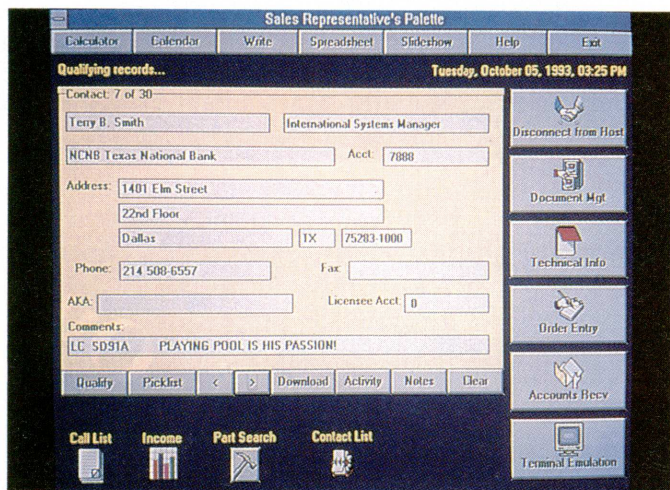 Sales Representative's Palette
Calculator Calendar Write Spreadsheet Slideshow Help Exit
Qualifying records... Tuesday, October 05, 1993, 03:25 PM
Contact: 7 of 30
Terry B. Smith International Systems Manager
NCNB Texas National Bank Acct: 7888
Address: 1401 Elm Street
22nd Floor
Dallas TX 75283-1000
Phone: 214 508-6557 Fax:
AKA: Licensee Acct: 0
Comments:
LC SD91A PLAYING POOL IS HIS PASSION!
Qualify Picklist < > Download Activity Notes Clear
Disconnect from Host
Document Mgt
Technical Info
Order Entry
Accounts Recv
Terminal Emulation
Call List Income Part Search Contact List